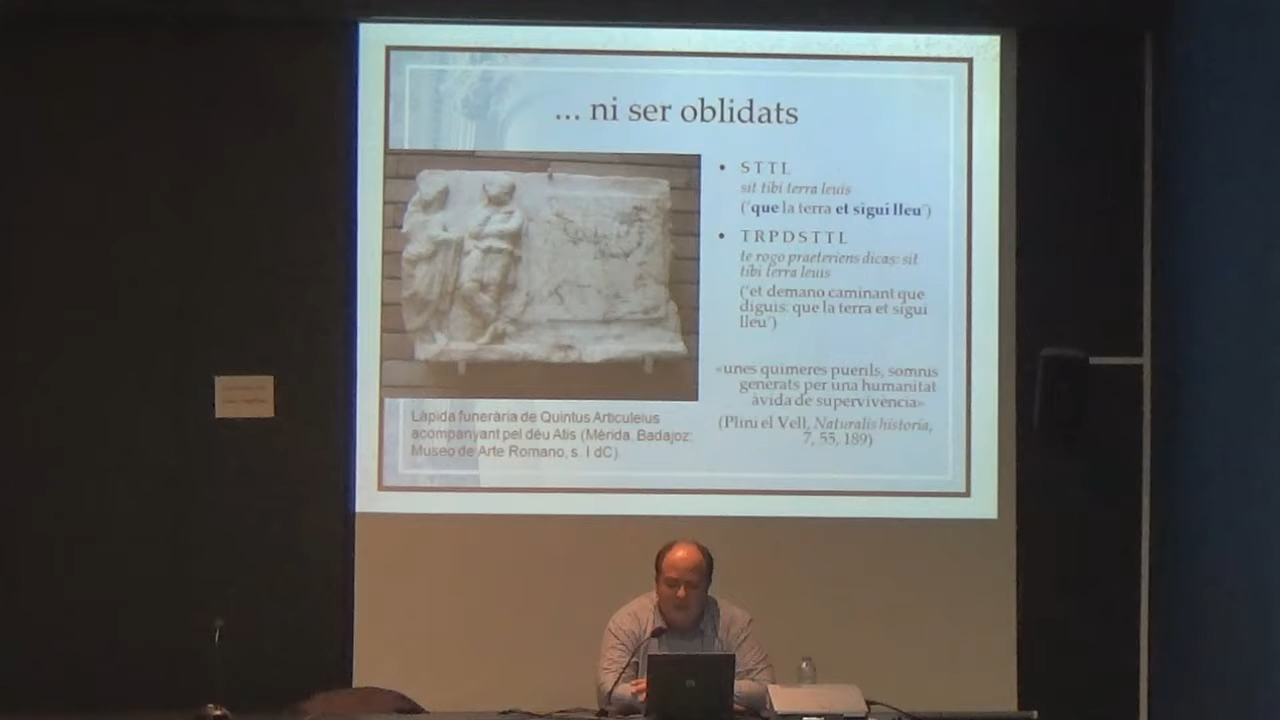 ... ni ser oblidats
• S T T L
sit tibi terra leuis
('que la terra et sigui lleu')
• T R P D S T T L
te rogo praeteriens dicas: sit
tibi terra leuis
('et demano caminant que
diguis: que la terra et sigui
lleu')
«unes quimeres puerils, somnis
generats per una humanitat
àvida de supervivència»
(Plini el Vell, Naturalis historia,
7, 55, 189)
Làpida funerària de Quintus Articuleius
acompanyant pel déu Atis (Mèrida, Badajoz:
Museo de Arte Romano, s. I dC)